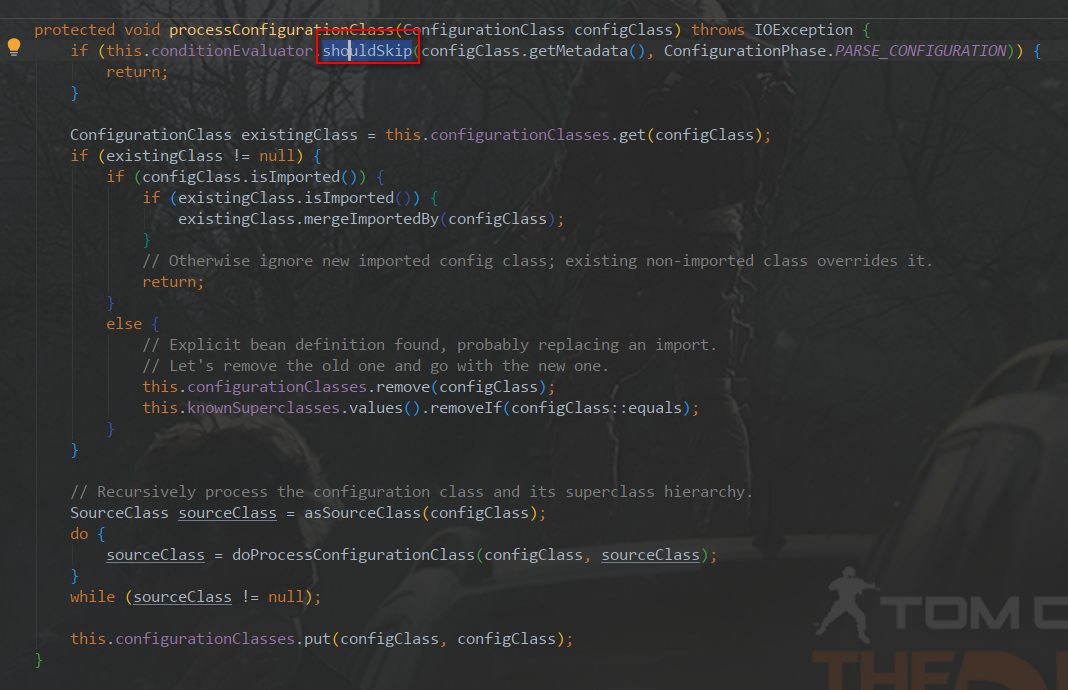 protected void processConfigurationClass(ConfigurationClass configClass) throws IOException {
if (this.conditionEvaluator.shouldSkip(configClass.getMetadata(), ConfigurationPhase.PARSE_CONFIGURATION)) {
return;
}
ConfigurationClass existingClass = this.configurationClasses.get(configClass);
if (existingClass != null) {
if (configClass.isImported()) {
if (existingClass.isImported()) {
existingClass.mergeImportedBy(configClass);
}
// Otherwise ignore new imported config class; existing non-imported class overrides it.
return;
}
else {
// Explicit bean definition found, probably replacing an import.
// Let's remove the old one and go with the new one.
this.configurationClasses.remove(configClass);
this.knownSuperclasses.values().removeIf(configClass::equals);
}
}
// Recursively process the configuration class and its superclass hierarchy.
SourceClass sourceClass = asSourceClass(configClass);
do {
sourceClass = doProcessConfigurationClass(configClass, sourceClass);
}
while (sourceClass != null);
this.configurationClasses.put(configClass, configClass);
}
TOM
THE